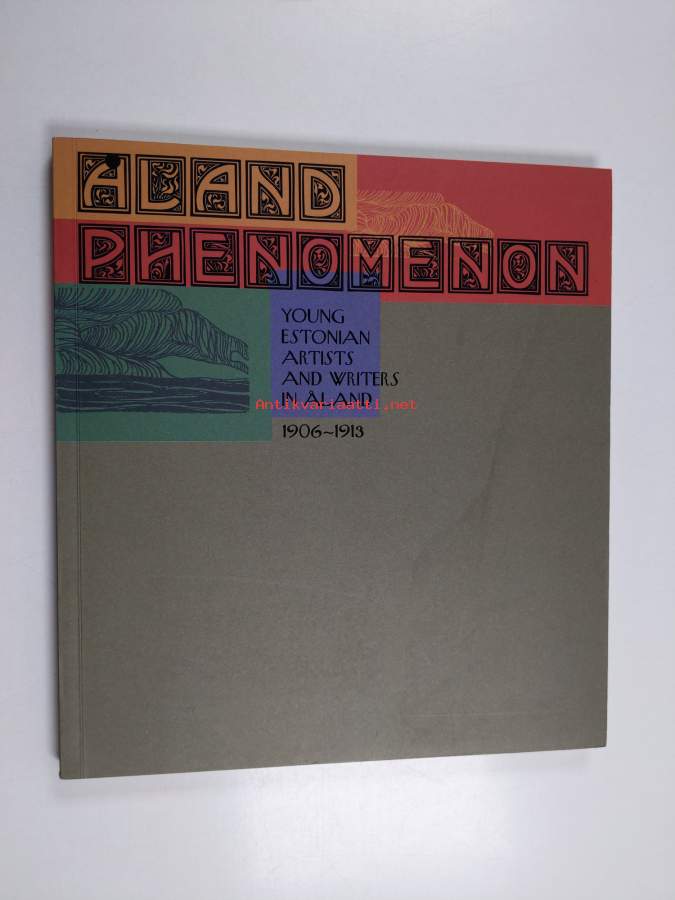 ÅLAND
PHENOMENON
YOUNG
ESTONIAN
ARTISTS
AND WRITERS
IN ÅLAND
Antikvariaatti.net
1906~1913